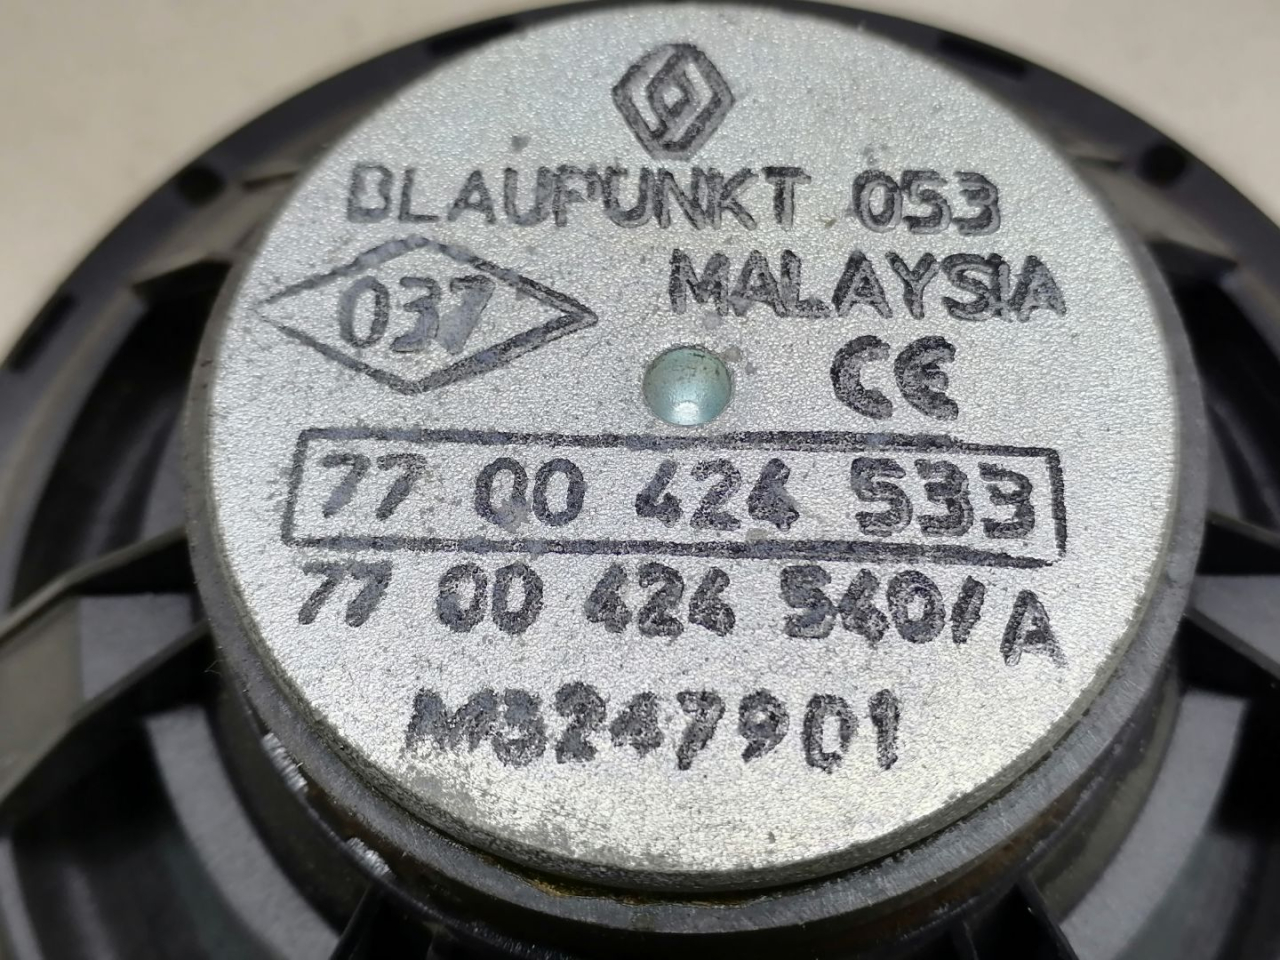 BLAUPUNKT 053
MALAYSIA
037
CE
77 00 424 533
77 00 424 540/A
M3247901